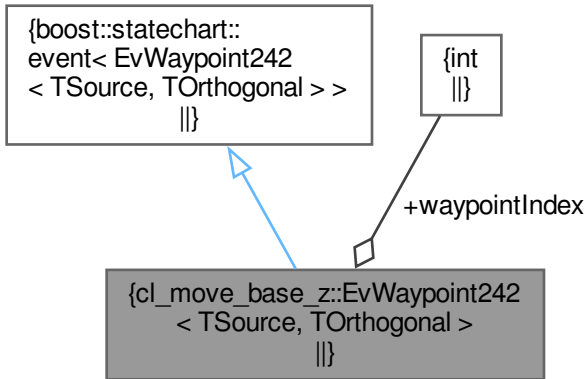 {boost::statechart::
event< EvWaypoint242
< TSource, TOrthogonal > >
||}
{int
||}
+waypointIndex
{cl_move_base_z::EvWaypoint242
< TSource, TOrthogonal >
||}